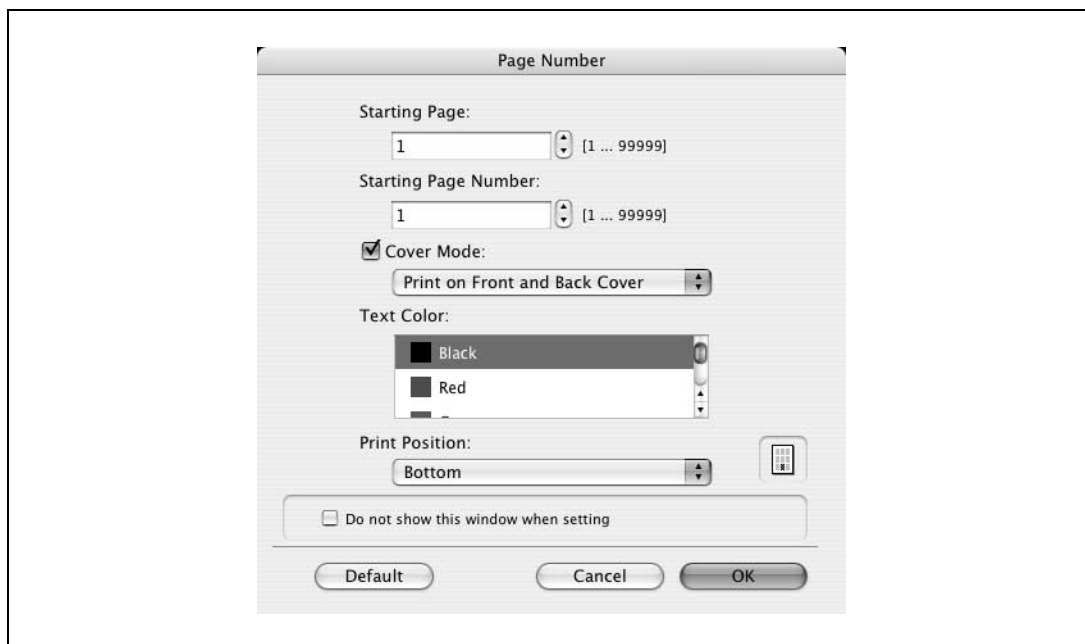 Page Number
Starting Page:
1 [1 ... 99999]
Starting Page Number:
1 [1 ... 99999]
Cover Mode:
Print on Front and Back Cover
Text Color:
Black
Red
Print Position:
Bottom
Do not show this window when setting
Default Cancel OK